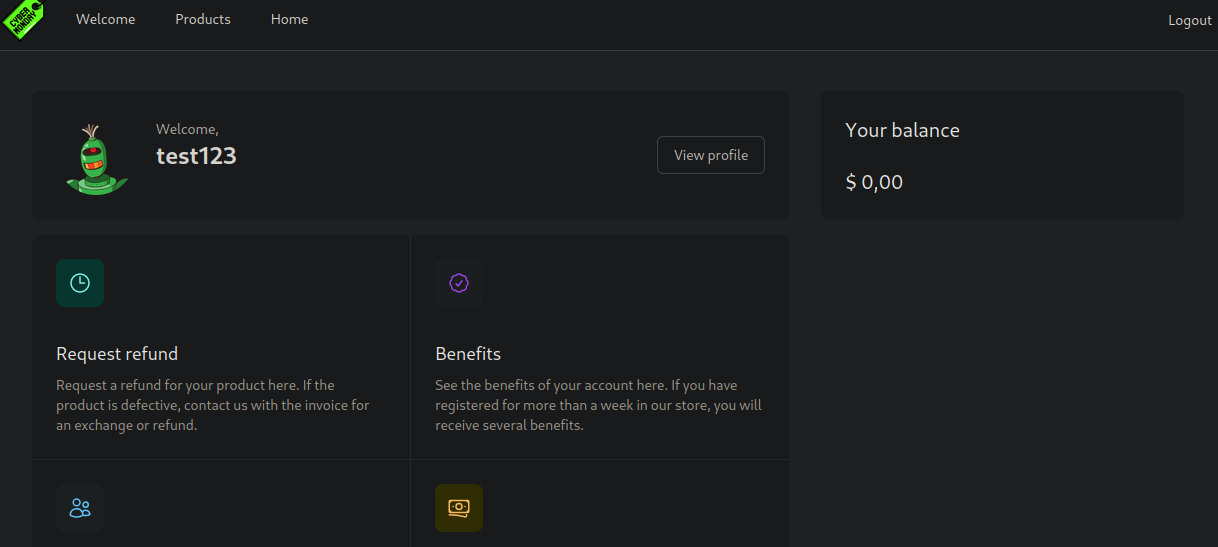 CYBER
MONDAY
Welcome
Products
Home
Logout
Welcome,
test123
View profile
Your balance
$ 0,00
Request refund
Request a refund for your product here. If the
product is defective, contact us with the invoice for
an exchange or refund.
Benefits
See the benefits of your account here. If you have
registered for more than a week in our store, you will
receive several benefits.